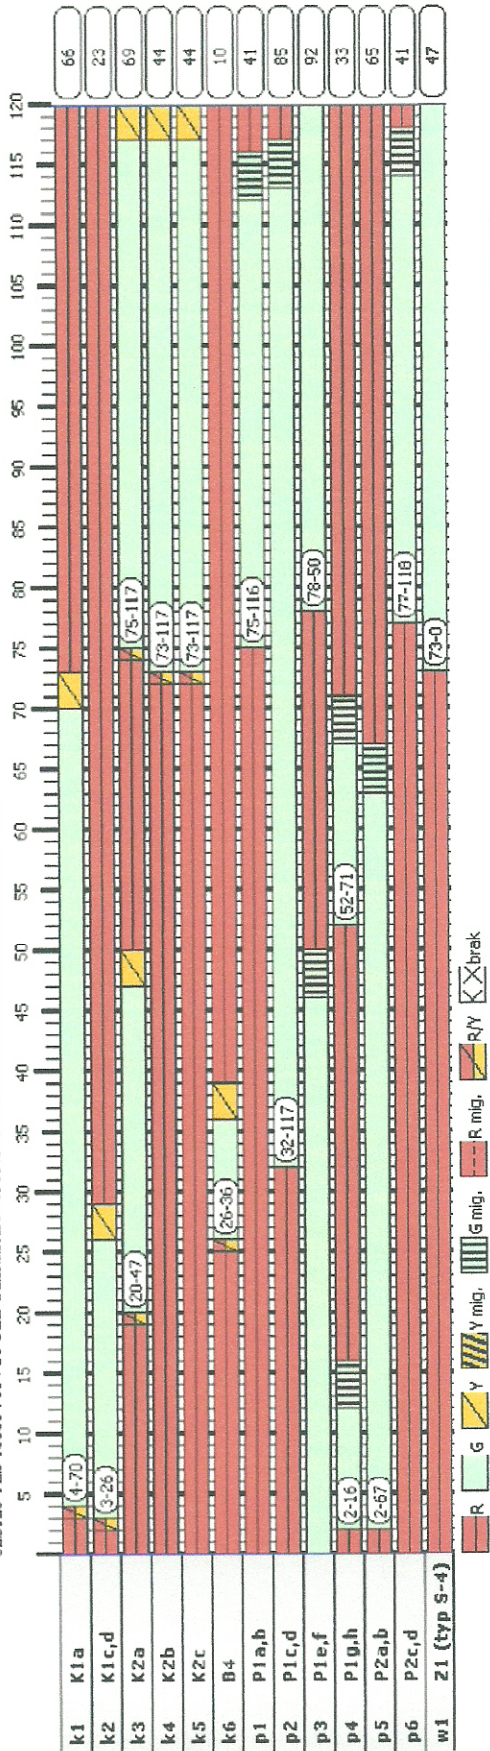 5 10 15 20 25 30 35 40 45 50 55 60 65 70 75 80 85 90 95 100 105 110 115 120
k1 K1a (4-70) 66
k2 K1c,d (3-26) 23
k3 K2a (20-47) (75-117) 69
k4 K2b (73-117) 44
k5 K2c (73-117) 44
k6 B4 (26-36) 10
p1 P1a,b (75-116) 41
p2 P1c,d (32-117) 85
p3 P1e,f (78-50) 92
p4 P1g,h (2-16) (52-71) 33
p5 P2a,b (2-67) 65
p6 P2c,d (77-118) 41
w1 Z1 (typ S-4) (73-0) 47
R G Y Y mig. G mig. R mig. R/Y brak